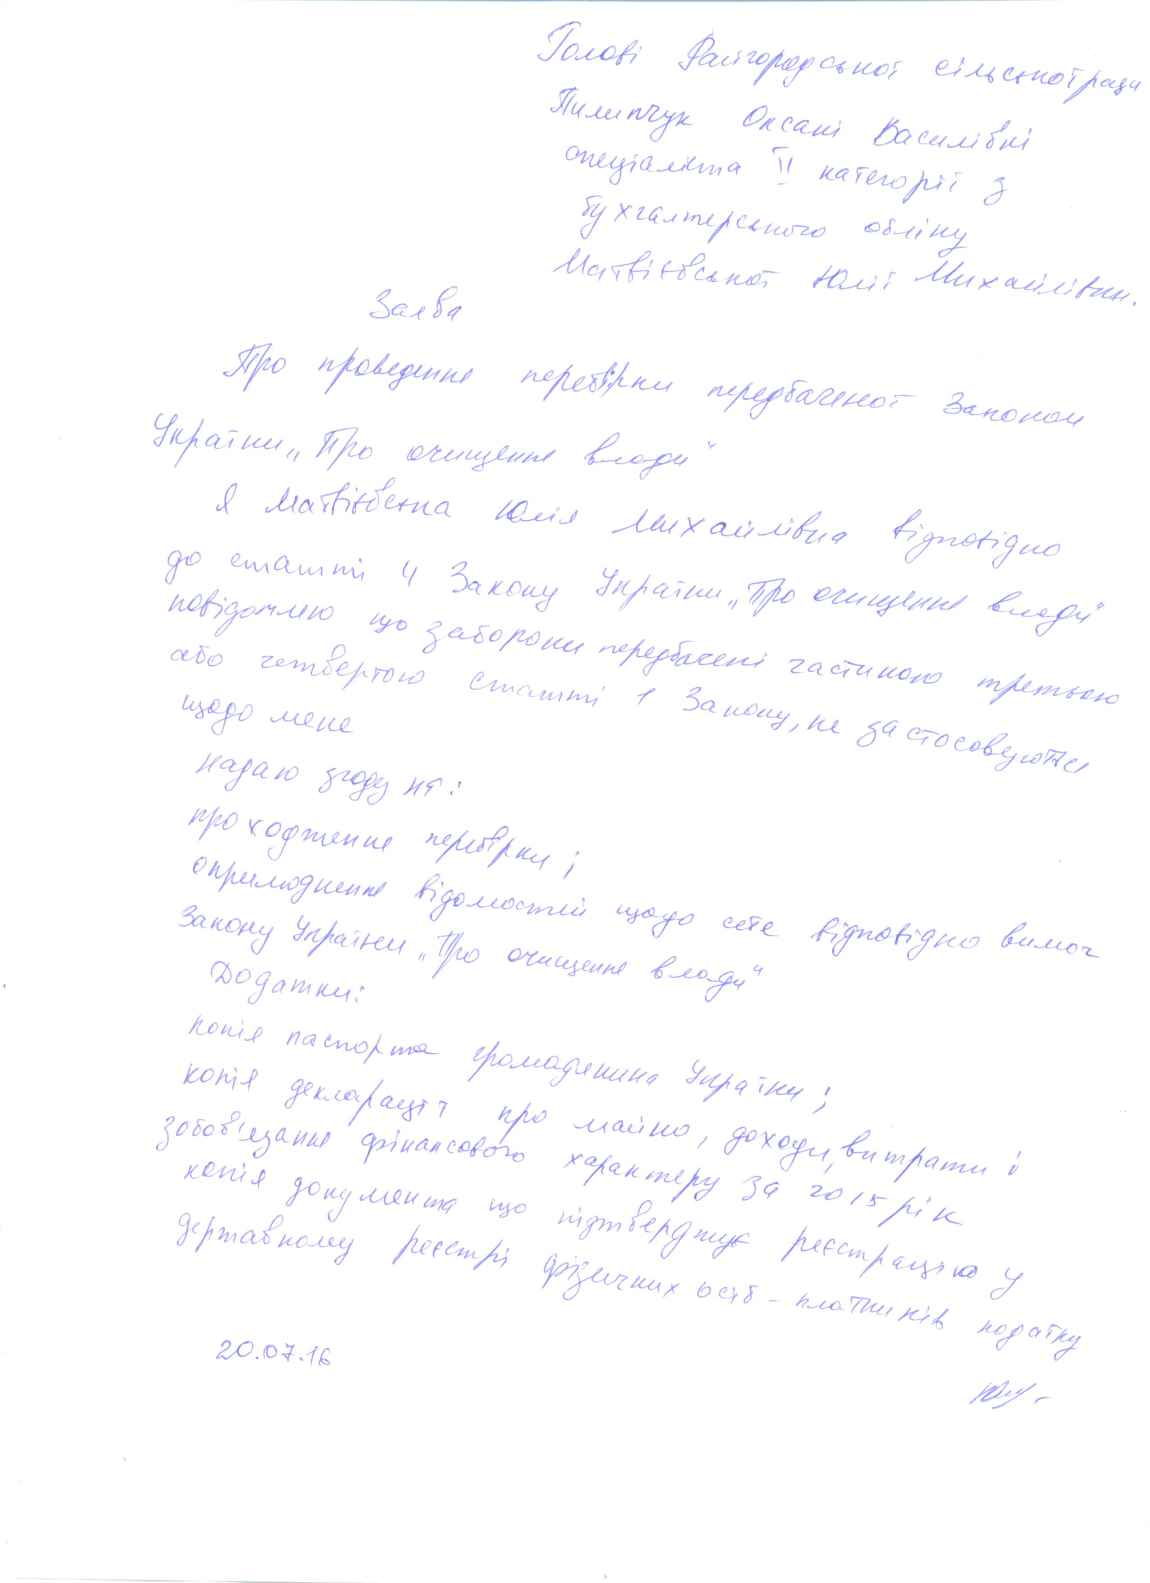 Голові Райгородської сільської ради
Пилипчук Оксані Василівні
спеціаліста II категорії з
бухгалтерського обліку
Матвієвської Юлії Михайлівни.
Заява
Про проведення перевірки передбаченої Законом
України „Про очищення влади"
Я Матвієвська Юлія Михайлівна відповідно
до статті 4 Закону України „Про очищення влади"
повідомляю що заборони передбачені частиною третьою
або четвертою статті 1 Закону, не застосовуються
щодо мене
Надаю згоду на:
проходження перевірки;
оприлюднення відомостей щодо себе відповідно вимог
Закону України „Про очищення влади"
Додатки:
копія паспорта громадянина України;
копія декларації про майно, доходи, витрати і
зобов'язання фінансового характеру за 2015 рік
копія документа що підтверджує реєстрацію у
державному реєстрі фізичних осіб - платників податку
20.07.16